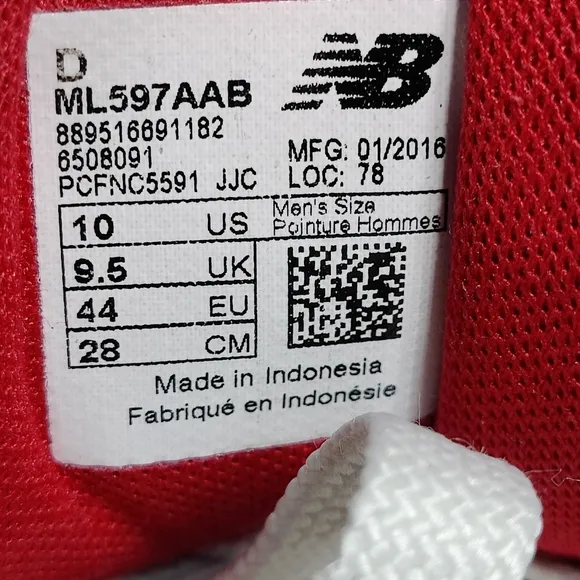 D
NB
ML597AAB
889516691182
6508091
MFG: 01/2016
PCFNC5591 JJC
LOC: 78
10 US
Men's Size
Pointure Hommes
9.5 UK
44 EU
28 CM
Made in Indonesia
Fabriqué en Indonésie